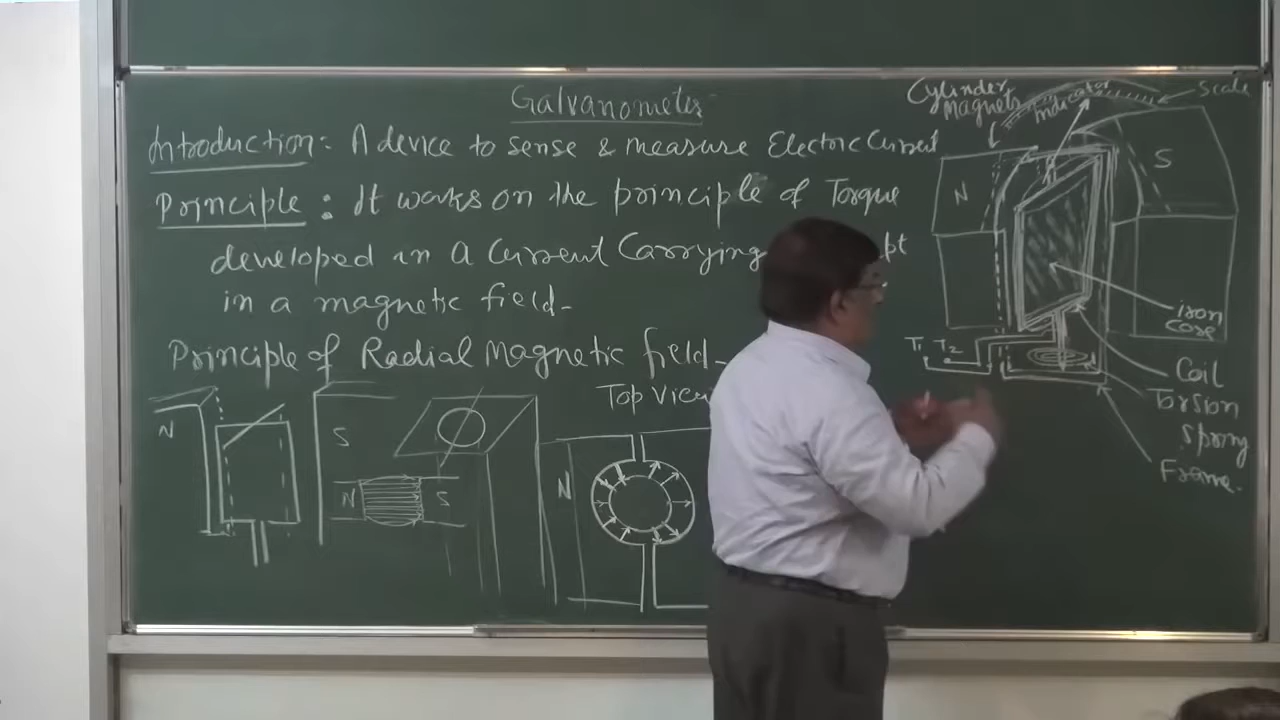 Galvanometer
Introduction: A device to sense & measure Electric Current
Principle: It works on the principle of Torque
developed in A Current Carrying pt
in a magnetic field-
Principle of Radial Magnetic field-
Top View
N
S
N
S
N
Cylinder
Magnets
Indicator
Scale
N
S
T1 T2
iron
core
Coil
Torsion
Spring
Frame.